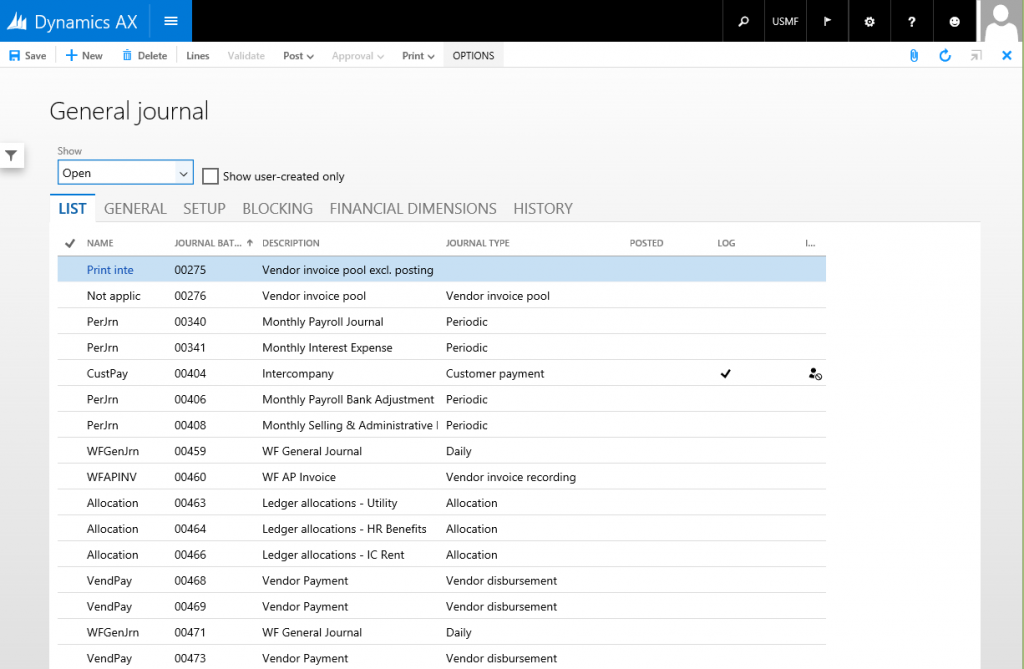 Dynamics AX USMF ?
Save New Delete Lines Validate Post Approval Print OPTIONS
General journal
Show
Open Show user-created only
LIST GENERAL SETUP BLOCKING FINANCIAL DIMENSIONS HISTORY
NAME JOURNAL BAT... DESCRIPTION JOURNAL TYPE POSTED LOG I...
Print inte 00275 Vendor invoice pool excl. posting
Not applic 00276 Vendor invoice pool Vendor invoice pool
PerJrn 00340 Monthly Payroll Journal Periodic
PerJrn 00341 Monthly Interest Expense Periodic
CustPay 00404 Intercompany Customer payment
PerJrn 00406 Monthly Payroll Bank Adjustment Periodic
PerJrn 00408 Monthly Selling & Administrative Periodic
WFGenJrn 00459 WF General Journal Daily
WFAPINV 00460 WF AP Invoice Vendor invoice recording
Allocation 00463 Ledger allocations - Utility Allocation
Allocation 00464 Ledger allocations - HR Benefits Allocation
Allocation 00466 Ledger allocations - IC Rent Allocation
VendPay 00468 Vendor Payment Vendor disbursement
VendPay 00469 Vendor Payment Vendor disbursement
WFGenJrn 00471 WF General Journal Daily
VendPay 00473 Vendor Payment Vendor disbursement